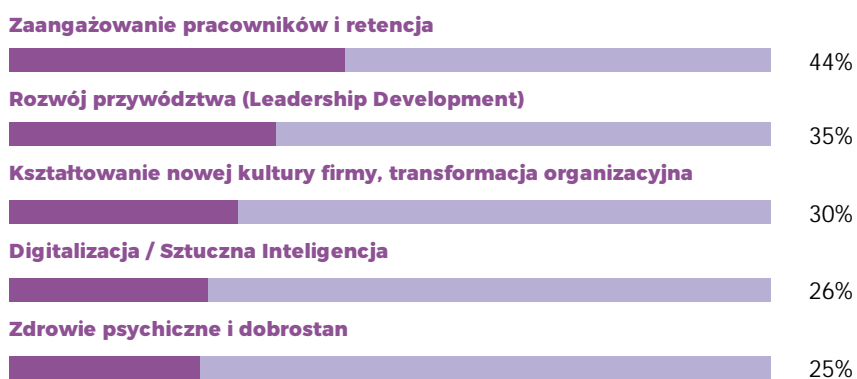 Zaangażowanie pracowników i retencja
44%
Rozwój przywództwa (Leadership Development)
35%
Kształtowanie nowej kultury firmy, transformacja organizacyjna
30%
Digitalizacja / Sztuczna Inteligencja
26%
Zdrowie psychiczne i dobrostan
25%